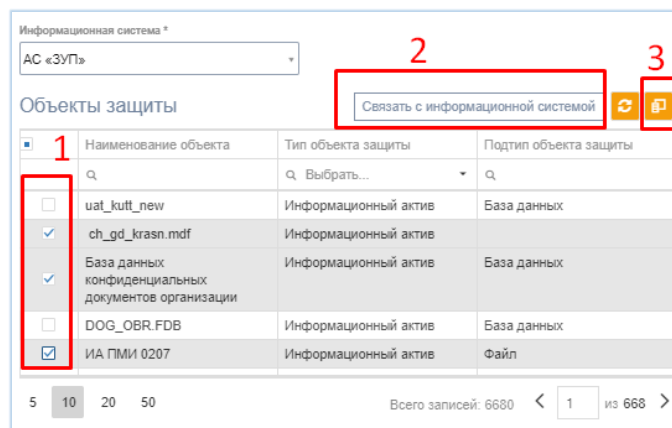 Информационная система *
АС «ЗУП»
2
3
Объекты защиты
Связать с информационной системой
1
Наименование объекта Тип объекта защиты Подтип объекта защиты
Выбрать...
uat_kutt_new Информационный актив База данных
ch_gd_krasn.mdf Информационный актив
База данных Информационный актив База данных
конфиденциальных
документов организации
DOG_OBR.FDB Информационный актив База данных
ИА ПМИ 0207 Информационный актив Файл
5 10 20 50 Всего записей: 6680 1 из 668